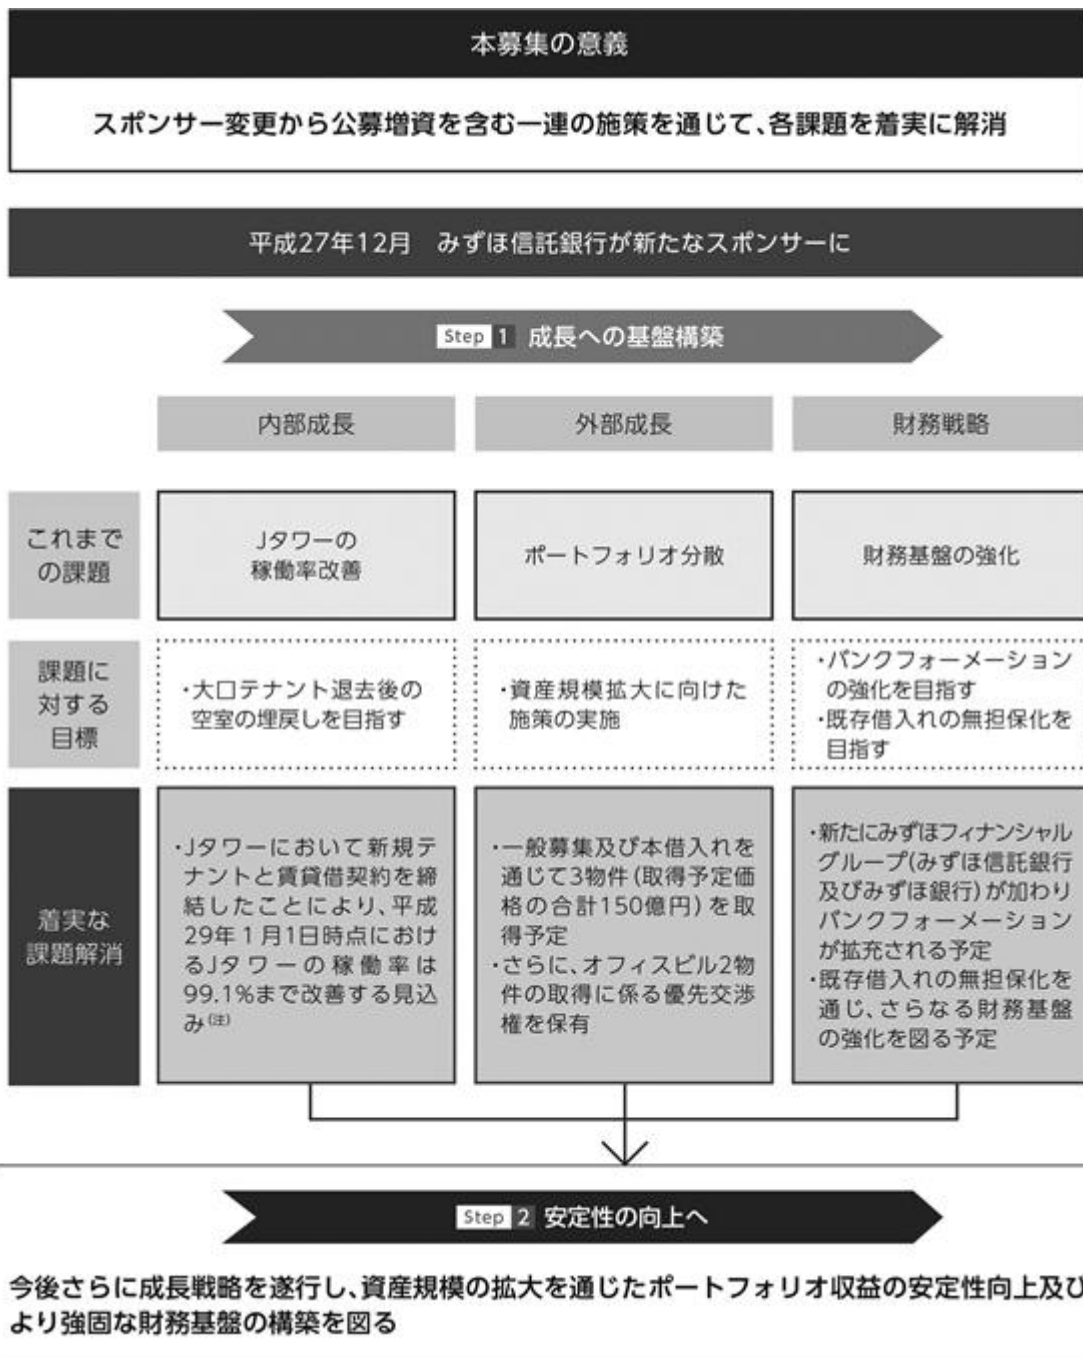 本募集の意義
スポンサー変更から公募増資を含む一連の施策を通じて、各課題を着実に解消
平成27年12月　みずほ信託銀行が新たなスポンサーに
Step 1 成長への基盤構築
内部成長
外部成長
財務戦略
これまで
の課題
Jタワーの
稼働率改善
ポートフォリオ分散
財務基盤の強化
課題に
対する
目標
・大口テナント退去後の
空室の埋戻しを目指す
・資産規模拡大に向けた
施策の実施
・バンクフォーメーション
の強化を目指す
・既存借入れの無担保化を
目指す
着実な
課題解消
・Jタワーにおいて新規テ
ナントと賃貸借契約を締
結したことにより、平成
29年1月1日時点におけ
るJタワーの稼働率は
99.1%まで改善する見込
み(注)
・一般募集及び本借入れを
通じて3物件(取得予定価
格の合計150億円)を取
得予定
・さらに、オフィスビル2物
件の取得に係る優先交渉
権を保有
・新たにみずほフィナンシャル
グループ(みずほ信託銀行
及びみずほ銀行)が加わり
バンクフォーメーション
が拡充される予定
・既存借入れの無担保化を
通じ、さらなる財務基盤
の強化を図る予定
Step 2 安定性の向上へ
今後さらに成長戦略を遂行し、資産規模の拡大を通じたポートフォリオ収益の安定性向上及び
より強固な財務基盤の構築を図る